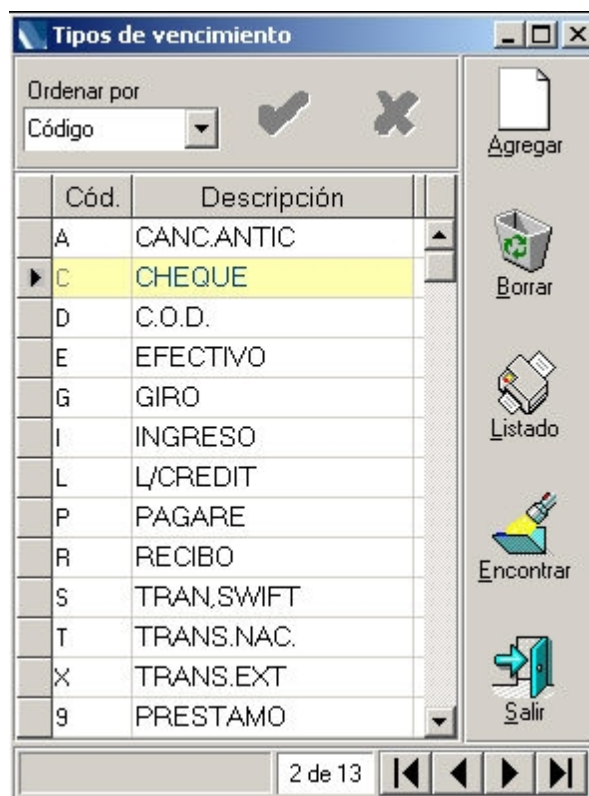 Tipos de vencimiento
Ordenar por
Código
Agregar
Borrar
Listado
Encontrar
Salir
Cód. Descripción
A CANC.ANTIC
C CHEQUE
D C.O.D.
E EFECTIVO
G GIRO
I INGRESO
L L/CREDIT
P PAGARE
R RECIBO
S TRAN,SWIFT
T TRANS.NAC.
X TRANS.EXT
9 PRESTAMO
2 de 13